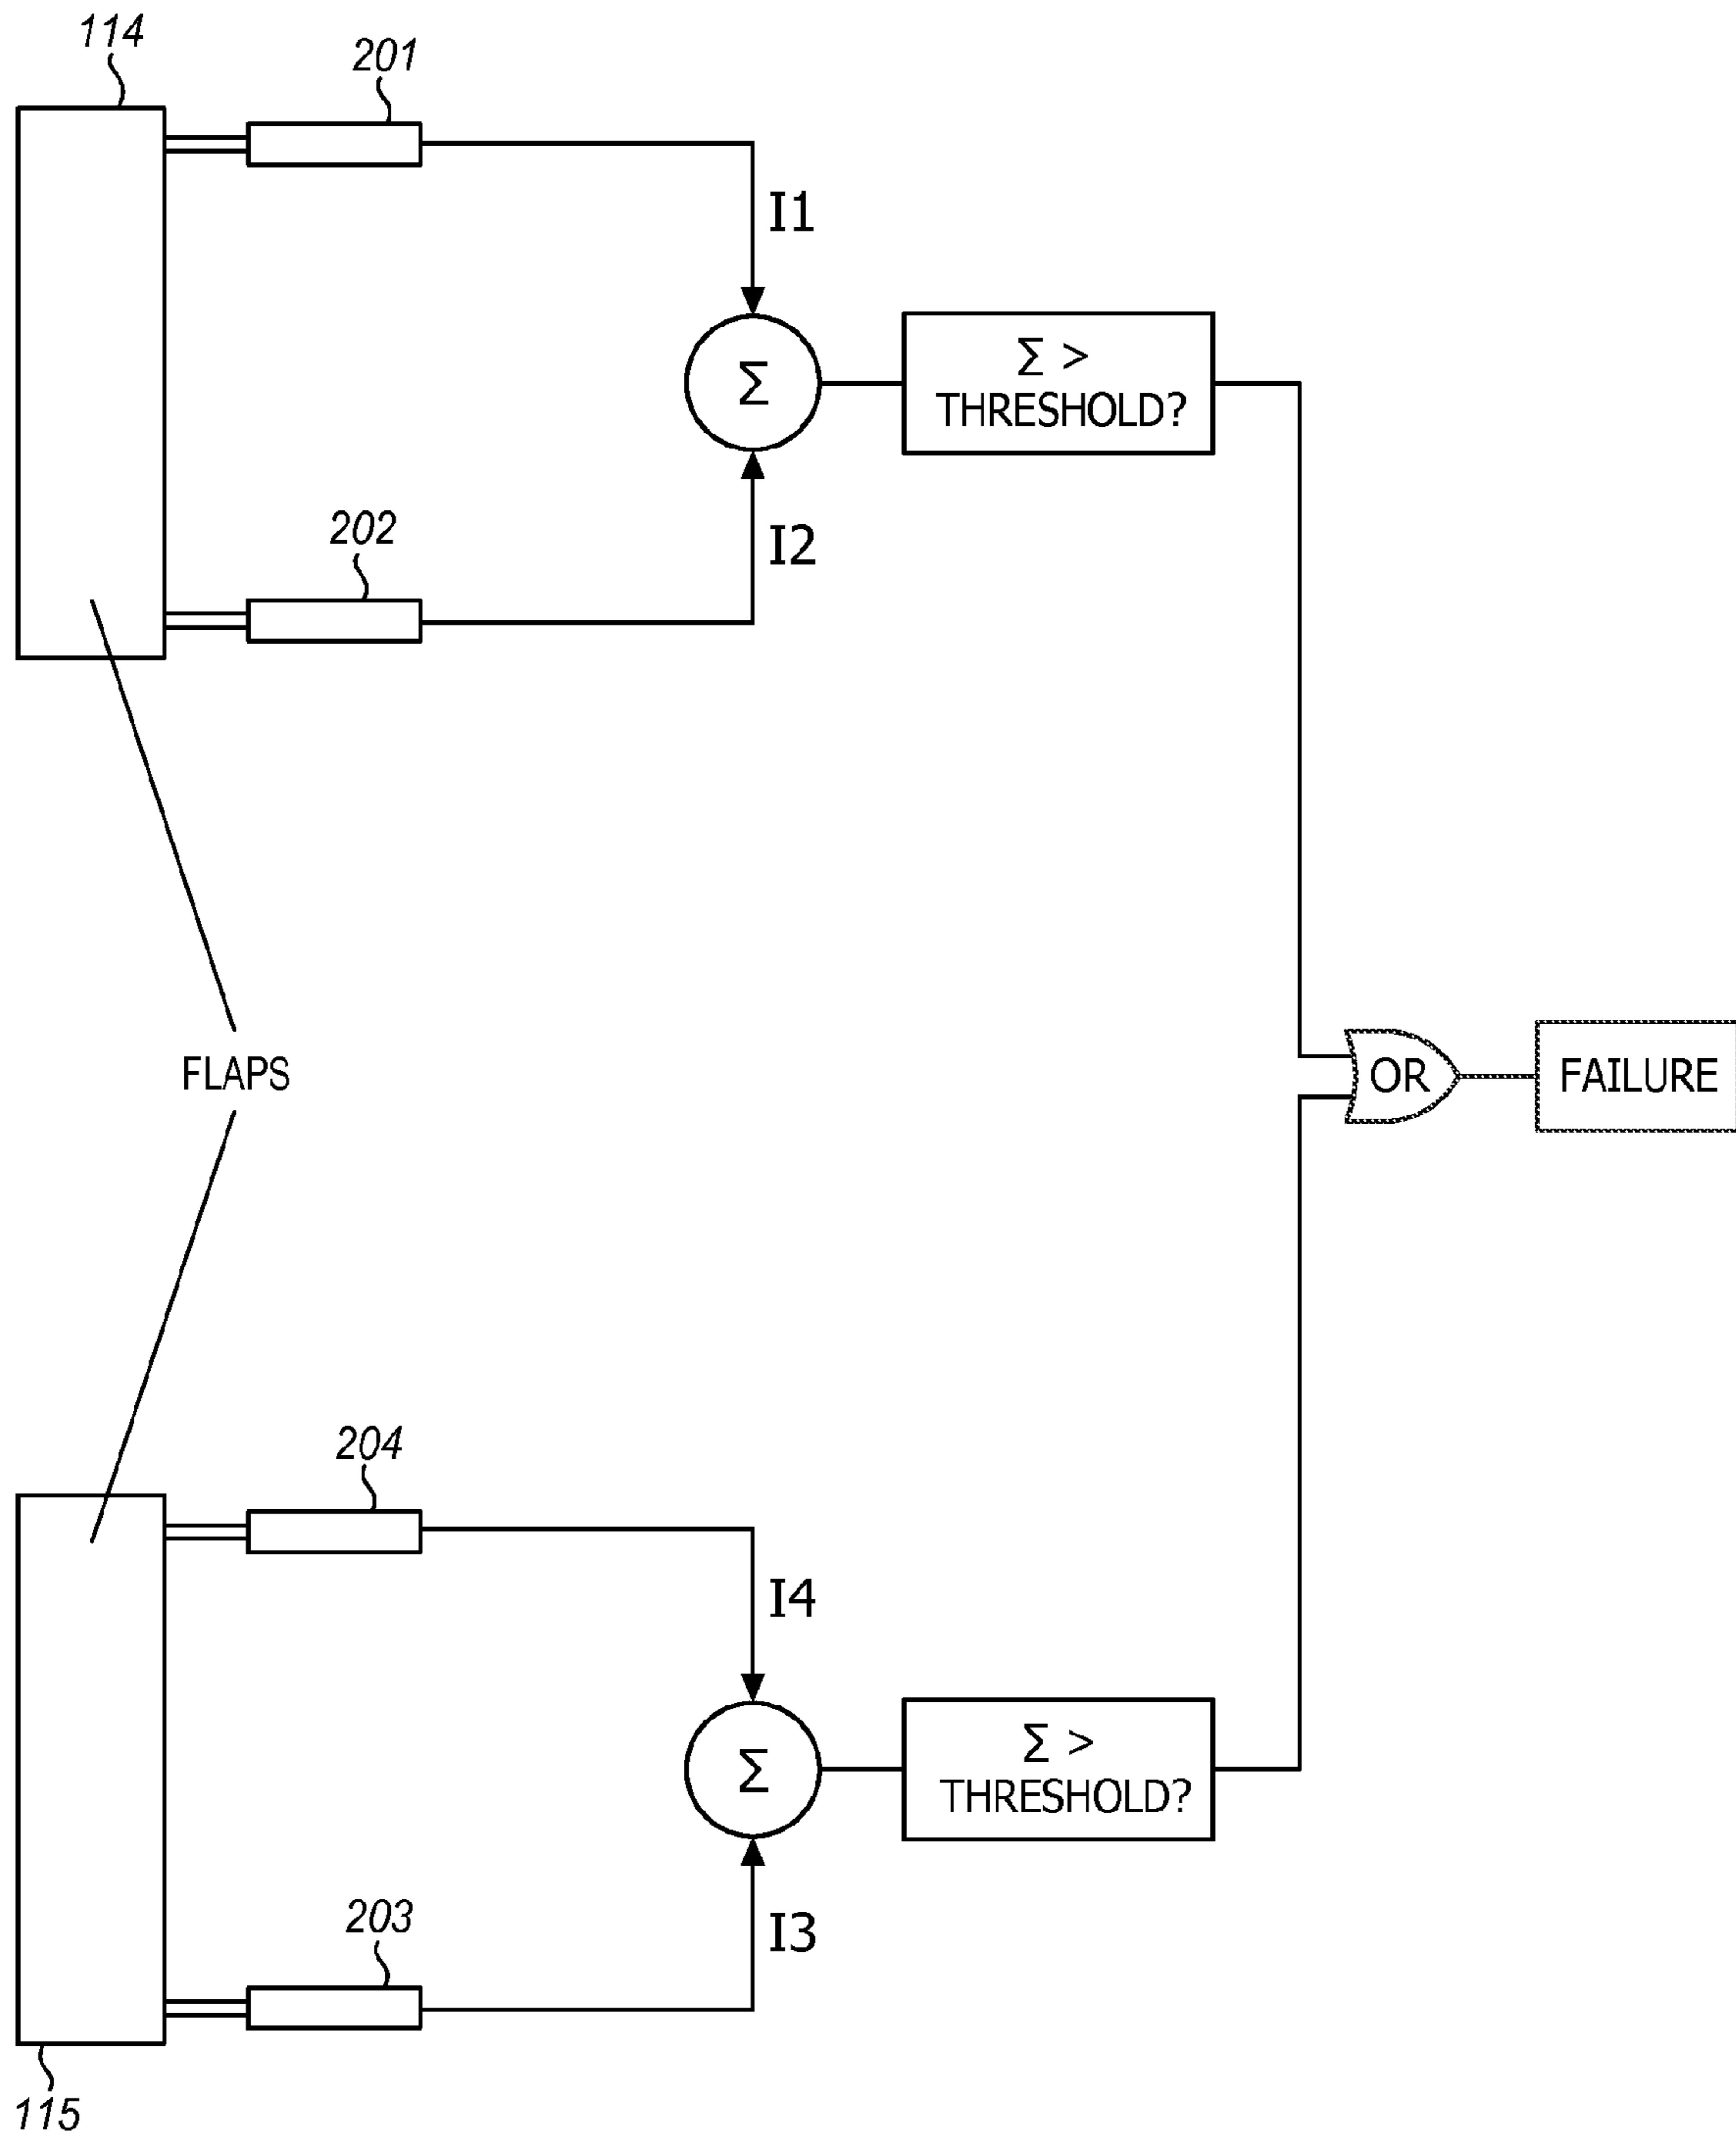 114
201
I1
Σ >
THRESHOLD?
Σ
202
I2
FLAPS
OR
FAILURE
204
I4
Σ >
THRESHOLD?
Σ
203
I3
115